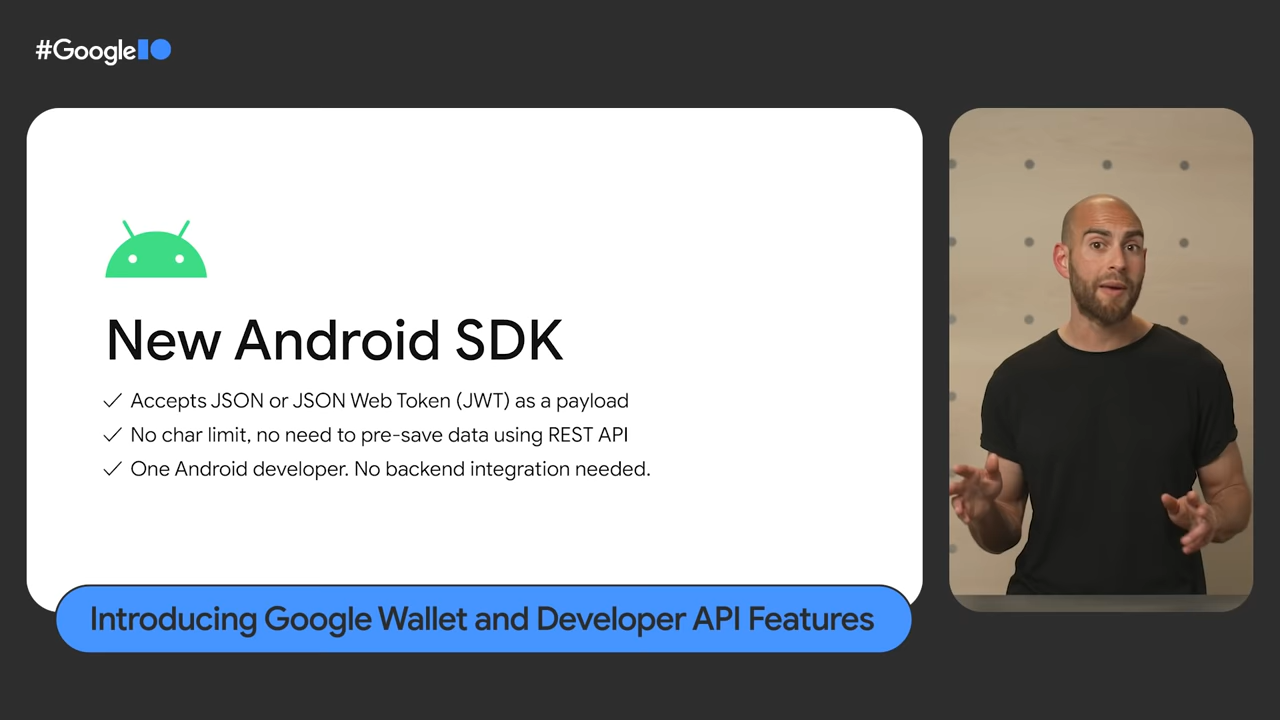 #GoogleIO
New Android SDK
Accepts JSON or JSON Web Token (JWT) as a payload
No char limit, no need to pre-save data using REST API
One Android developer. No backend integration needed.
Introducing Google Wallet and Developer API Features